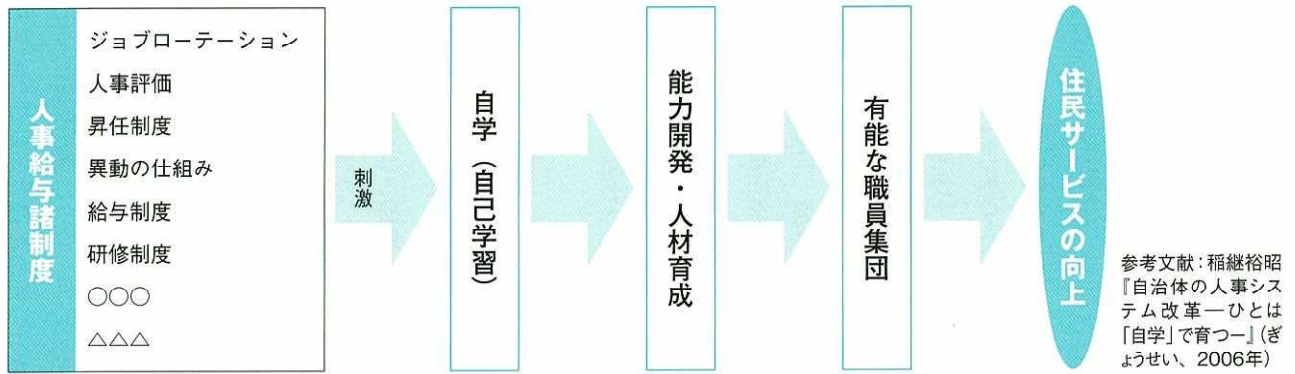 人事給与諸制度
ジョブローテーション
人事評価
昇任制度
異動の仕組み
給与制度
研修制度
○○○
△△△
刺激
自学（自己学習）
能力開発・人材育成
有能な職員集団
住民サービスの向上
参考文献：稲継裕昭
『自治体の人事シス
テム改革―ひとは
「自学」で育つ―』（ぎ
ょうせい、2006年）